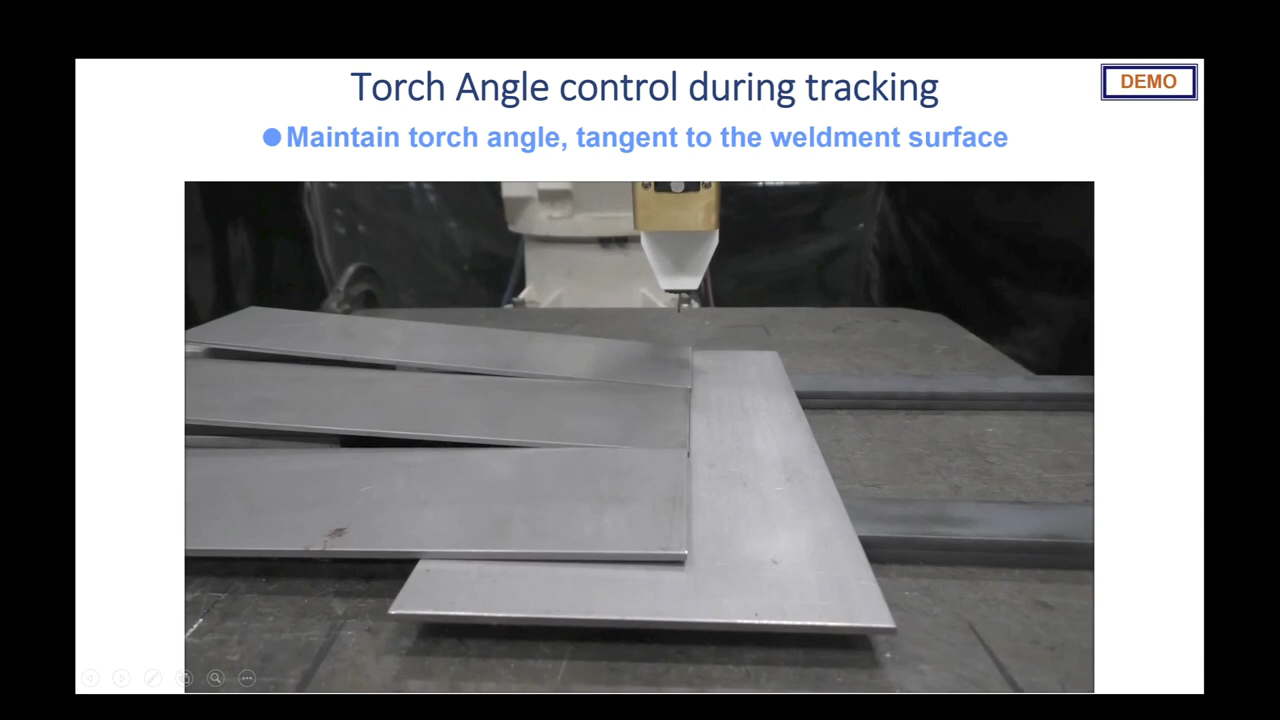 Torch Angle control during tracking
DEMO
Maintain torch angle, tangent to the weldment surface